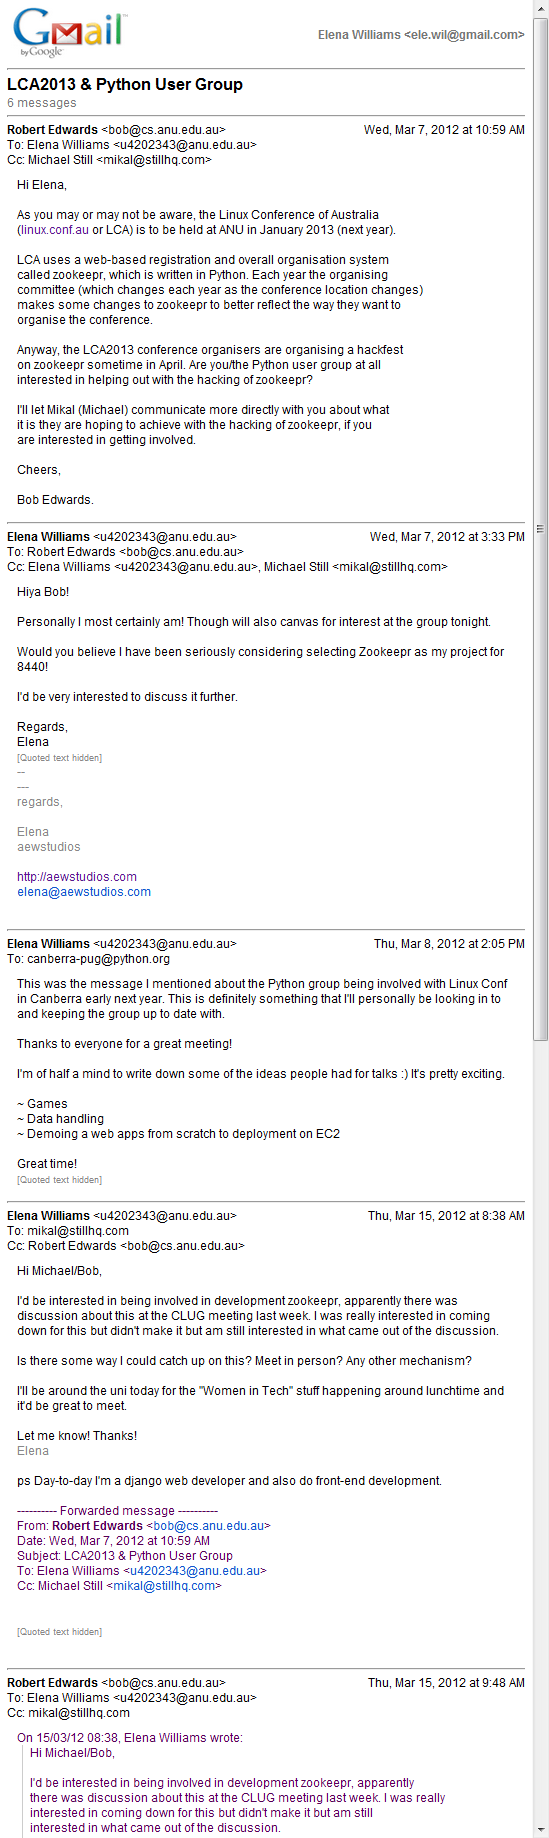 Gmail™
by Google
Elena Williams <ele.wil@gmail.com>
LCA2013 & Python User Group
6 messages
Robert Edwards <bob@cs.anu.edu.au> Wed, Mar 7, 2012 at 10:59 AM
To: Elena Williams <u4202343@anu.edu.au>
Cc: Michael Still <mikal@stillhq.com>
Hi Elena,
As you may or may not be aware, the Linux Conference of Australia
(linux.conf.au or LCA) is to be held at ANU in January 2013 (next year).
LCA uses a web-based registration and overall organisation system
called zookeepr, which is written in Python. Each year the organising
committee (which changes each year as the conference location changes)
makes some changes to zookeepr to better reflect the way they want to
organise the conference.
Anyway, the LCA2013 conference organisers are organising a hackfest
on zookeepr sometime in April. Are you/the Python user group at all
interested in helping out with the hacking of zookeepr?
I'll let Mikal (Michael) communicate more directly with you about what
it is they are hoping to achieve with the hacking of zookeepr, if you
are interested in getting involved.
Cheers,
Bob Edwards.
Elena Williams <u4202343@anu.edu.au> Wed, Mar 7, 2012 at 3:33 PM
To: Robert Edwards <bob@cs.anu.edu.au>
Cc: Elena Williams <u4202343@anu.edu.au>, Michael Still <mikal@stillhq.com>
Hiya Bob!
Personally I most certainly am! Though will also canvas for interest at the group tonight.
Would you believe I have been seriously considering selecting Zookeepr as my project for
8440!
I'd be very interested to discuss it further.
Regards,
Elena
[Quoted text hidden]
--
---
regards,
Elena
aewstudios
http://aewstudios.com
elena@aewstudios.com
Elena Williams <u4202343@anu.edu.au> Thu, Mar 8, 2012 at 2:05 PM
To: canberra-pug@python.org
This was the message I mentioned about the Python group being involved with Linux Conf
in Canberra early next year. This is definitely something that I'll personally be looking in to
and keeping the group up to date with.
Thanks to everyone for a great meeting!
I'm of half a mind to write down some of the ideas people had for talks :) It's pretty exciting.
~ Games
~ Data handling
~ Demoing a web apps from scratch to deployment on EC2
Great time!
[Quoted text hidden]
Elena Williams <u4202343@anu.edu.au> Thu, Mar 15, 2012 at 8:38 AM
To: mikal@stillhq.com
Cc: Robert Edwards <bob@cs.anu.edu.au>
Hi Michael/Bob,
I'd be interested in being involved in development zookeepr, apparently there was
discussion about this at the CLUG meeting last week. I was really interested in coming
down for this but didn't make it but am still interested in what came out of the discussion.
Is there some way I could catch up on this? Meet in person? Any other mechanism?
I'll be around the uni today for the "Women in Tech" stuff happening around lunchtime and
it'd be great to meet.
Let me know! Thanks!
Elena
ps Day-to-day I'm a django web developer and also do front-end development.
---------- Forwarded message ----------
From: Robert Edwards <bob@cs.anu.edu.au>
Date: Wed, Mar 7, 2012 at 10:59 AM
Subject: LCA2013 & Python User Group
To: Elena Williams <u4202343@anu.edu.au>
Cc: Michael Still <mikal@stillhq.com>
[Quoted text hidden]
Robert Edwards <bob@cs.anu.edu.au> Thu, Mar 15, 2012 at 9:48 AM
To: Elena Williams <u4202343@anu.edu.au>
Cc: mikal@stillhq.com
On 15/03/12 08:38, Elena Williams wrote:
Hi Michael/Bob,
I'd be interested in being involved in development zookeepr, apparently
there was discussion about this at the CLUG meeting last week. I was really
interested in coming down for this but didn't make it but am still
interested in what came out of the discussion.